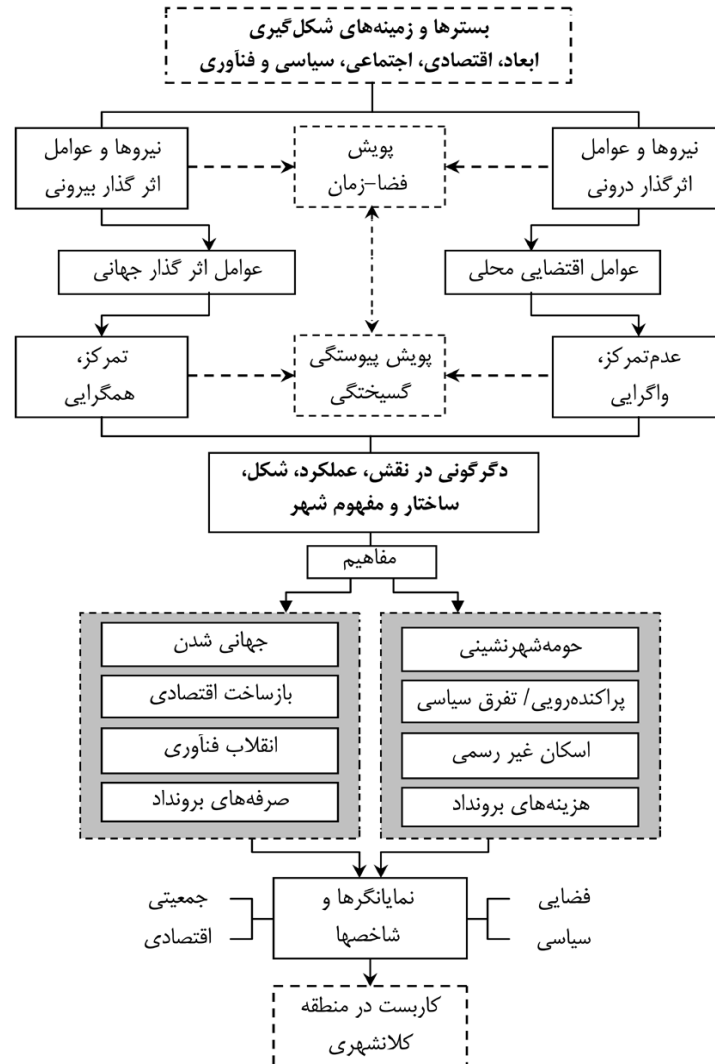 بسترها و زمینه‌های شکل‌گیری
ابعاد، اقتصادی، اجتماعی، سیاسی و فنآوری
نیروها و عوامل
اثرگذار درونی
پویش
فضا–زمان
نیروها و عوامل
اثر گذار بیرونی
عوامل اقتضایی محلی
عوامل اثر گذار جهانی
عدم‌تمرکز،
واگرایی
پویش پیوستگی
گسیختگی
تمرکز،
همگرایی
دگرگونی در نقش، عملکرد، شکل،
ساختار و مفهوم شهر
مفاهیم
حومه‌شهرنشینی
پراکنده‌رویی/ تفرق سیاسی
اسکان غیر رسمی
هزینه‌های برونداد
جهانی شدن
بازساخت اقتصادی
انقلاب فنآوری
صرفه‌های برونداد
فضایی
سیاسی
نمایانگرها و
شاخصها
جمعیتی
اقتصادی
کاربست در منطقه
کلانشهری